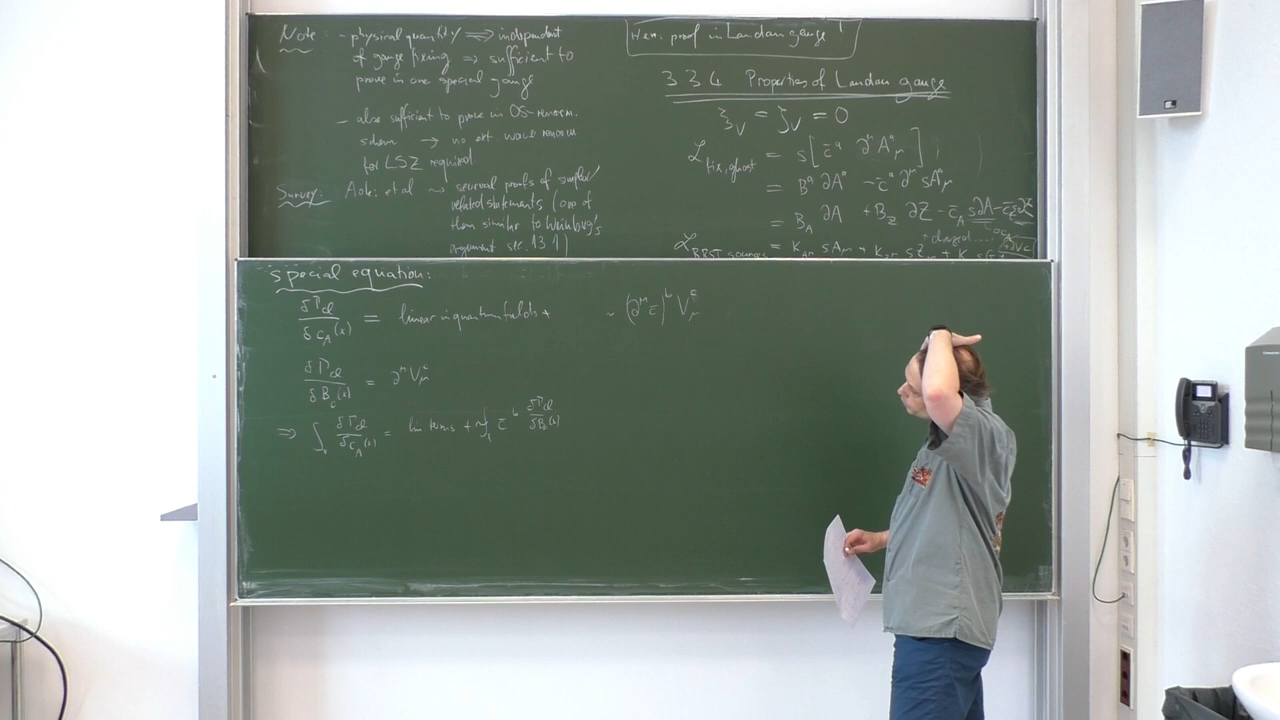 Note: - physical quantity ⟹ independent
of gauge fixing ⇒ sufficient to
prove in one special gauge
- also sufficient to prove in OS-renorm.
scheme → no ext wave renorm
for LSZ required
Survey: Aoki et al ~ several proofs of similar/
related statements (one of
them similar to Weinberg's
argument sec. 13.1)
Here: proof in Landau gauge!
3.3.4 Properties of Landau gauge
ξ_V = ζ_V = 0
ℒ_fix,ghost = s[c̄^a ∂^μ A^a_μ];
= B^a ∂A^a - c̄^a ∂^μ sA^a_μ
= B_A ∂A + B_Z ∂Z - c̄_A s∂A - c̄_Z s∂Z
+ charged
ℒ_BRST sources = K_Aμ sA_μ + K_Zμ sZ_μ + K
special equation:
δΓ_cl / δc_A(x) = linear in quantum fields + ~ (∂^μ c̄)^b V^c_μ
δΓ_cl / δB_b(x) = ∂^μ V^c_μ
⇒ ∫_x δΓ_cl / δc_A(x) = lin terms + ~∫ c̄^b δΓ_cl / δB_c(x)